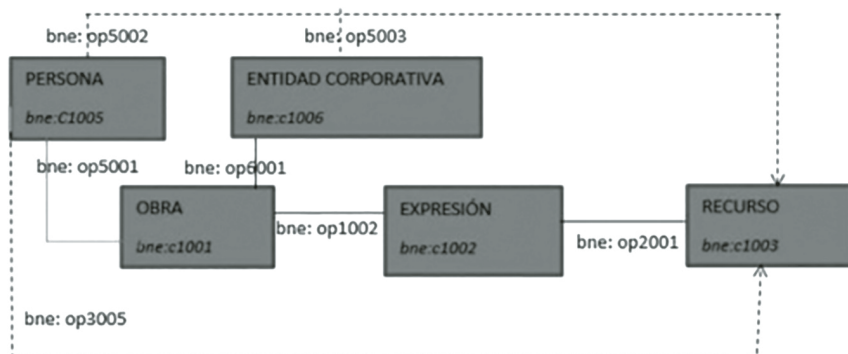 bne: op5002
bne: op5003
PERSONA
bne:C1005
ENTIDAD CORPORATIVA
bne:c1006
bne: op5001
bne: op6001
OBRA
bne:c1001
bne: op1002
EXPRESIÓN
bne:c1002
bne: op2001
RECURSO
bne:c1003
bne: op3005